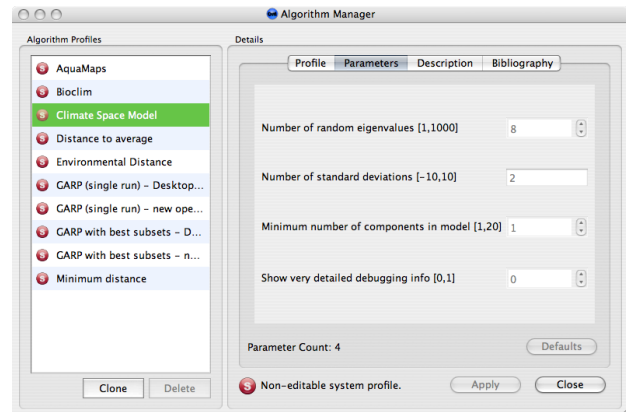 Algorithm Manager
Algorithm Profiles
AquaMaps
Bioclim
Climate Space Model
Distance to average
Environmental Distance
GARP (single run) – Desktop...
GARP (single run) – new ope...
GARP with best subsets – D...
GARP with best subsets – n...
Minimum distance
Clone Delete
Details
Profile Parameters Description Bibliography
Number of random eigenvalues [1,1000] 8
Number of standard deviations [-10,10] 2
Minimum number of components in model [1,20] 1
Show very detailed debugging info [0,1] 0
Parameter Count: 4 Defaults
S Non-editable system profile. Apply Close